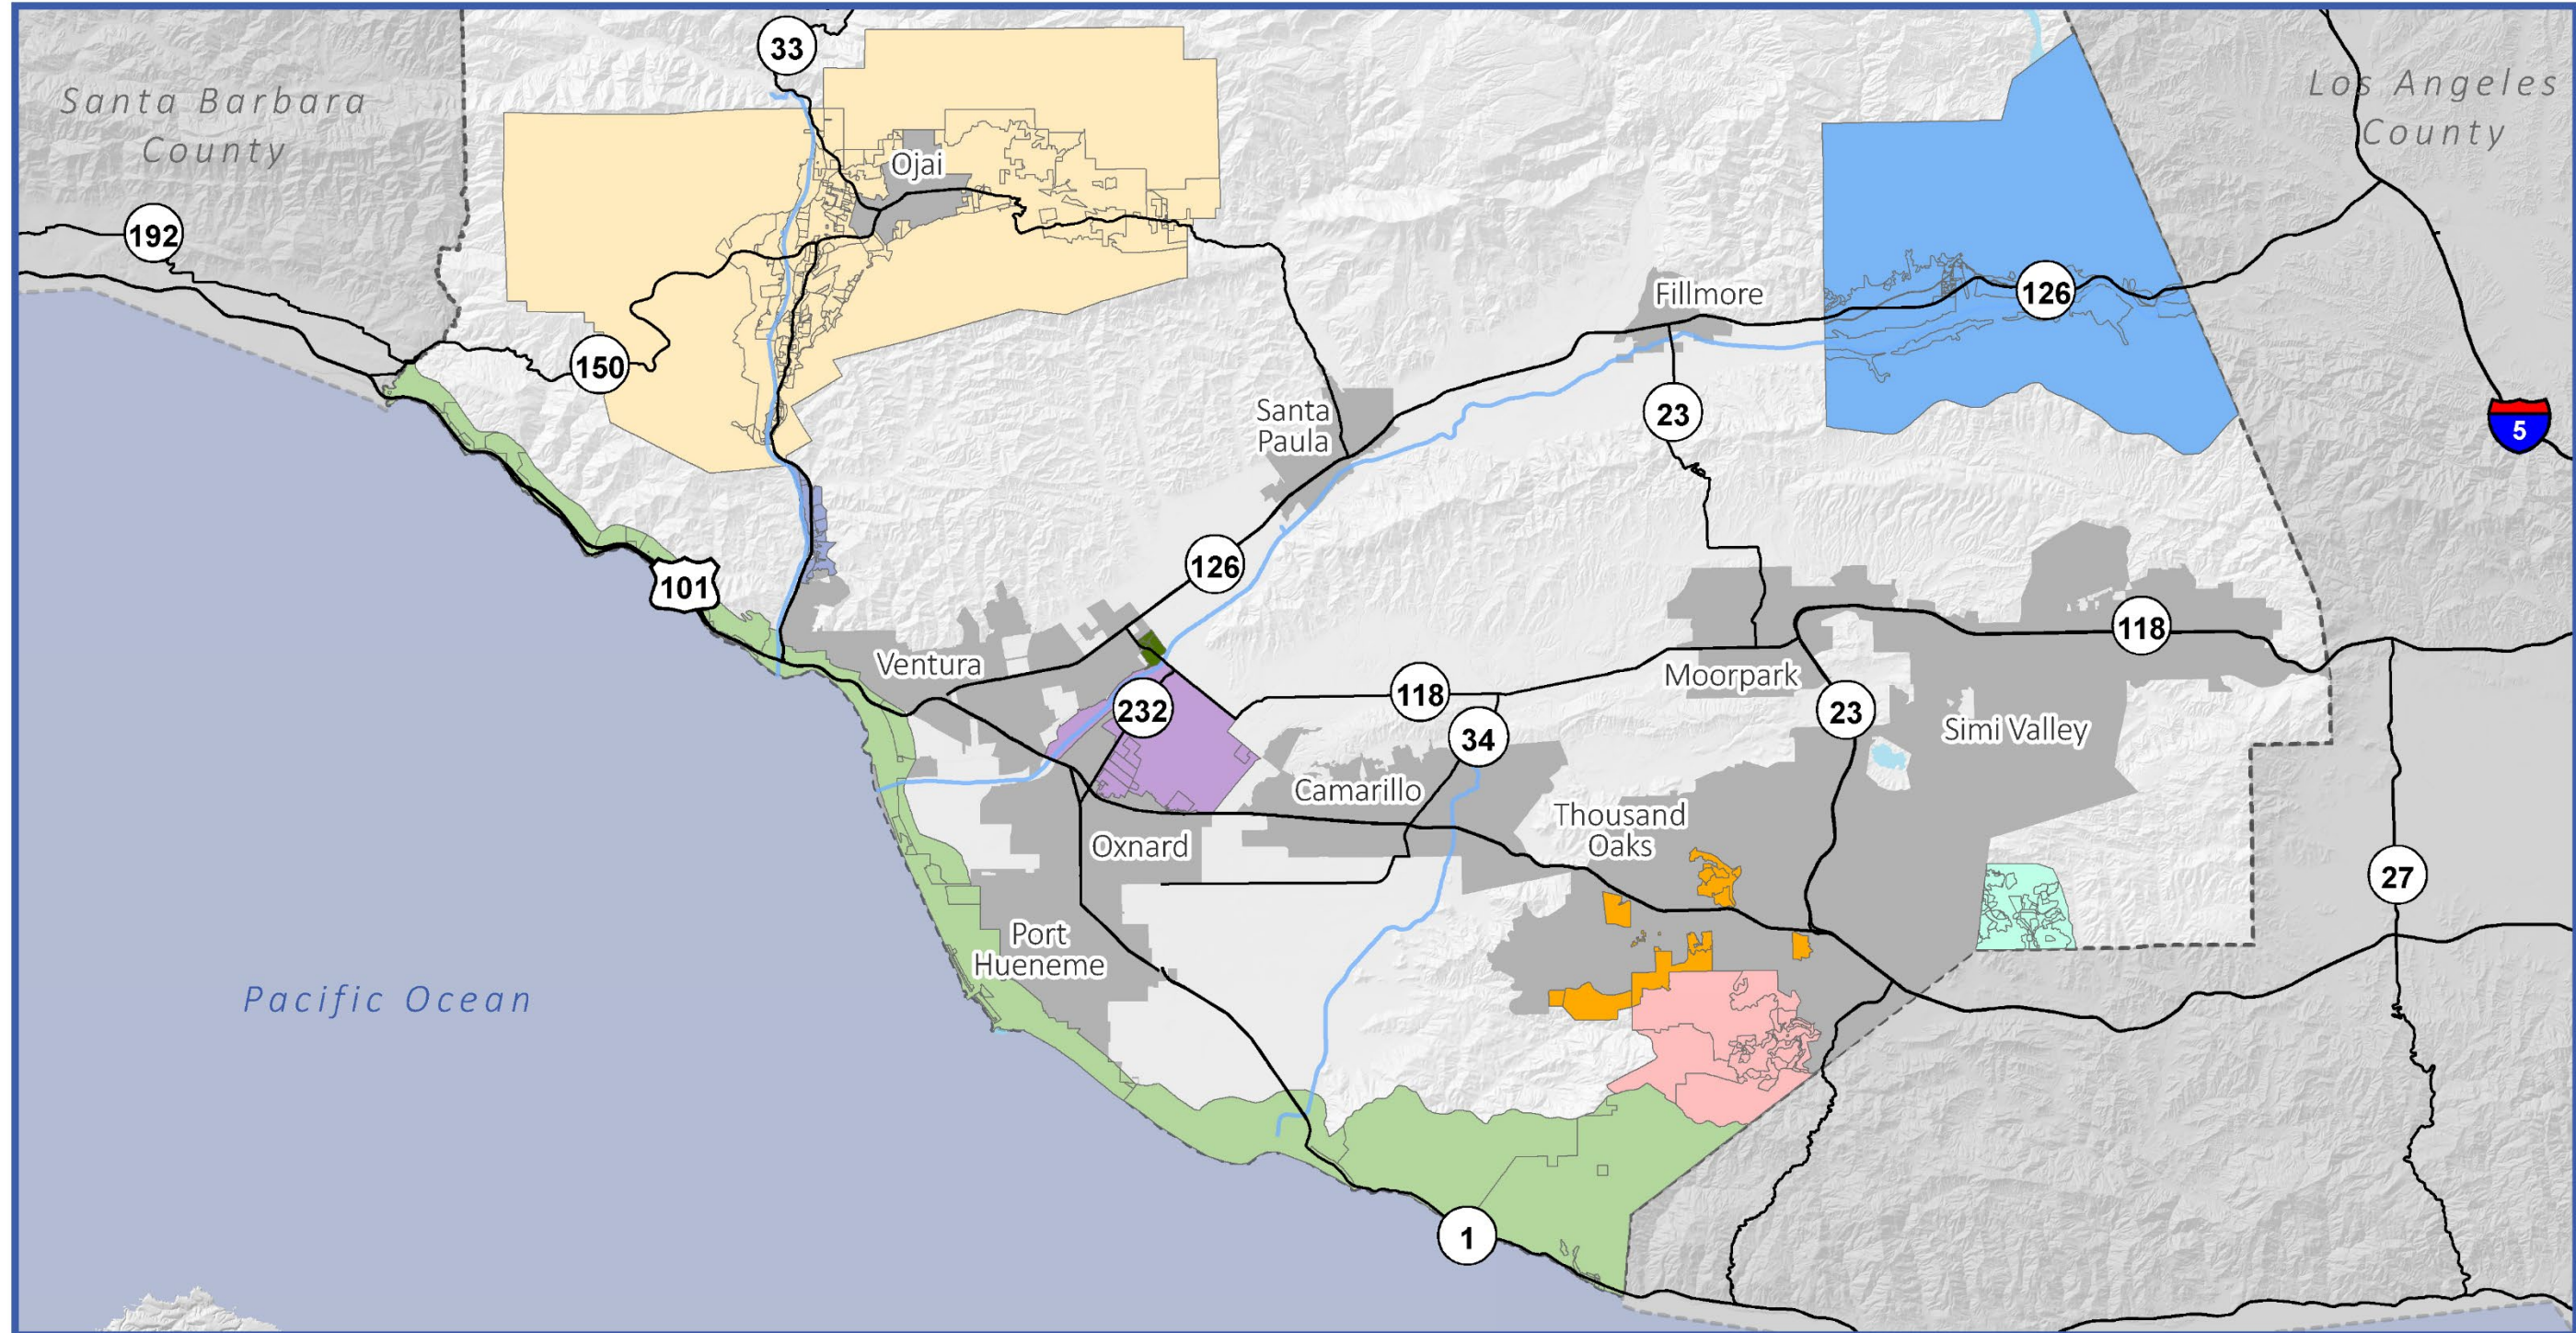 33
Santa Barbara
County
Los Angeles
County
Ojai
192
126
Fillmore
150
Santa
Paula
23
5
126
101
118
Ventura
Moorpark
118
232
34
23
Simi Valley
Camarillo
Thousand
Oaks
Oxnard
27
Port
Hueneme
Pacific Ocean
1